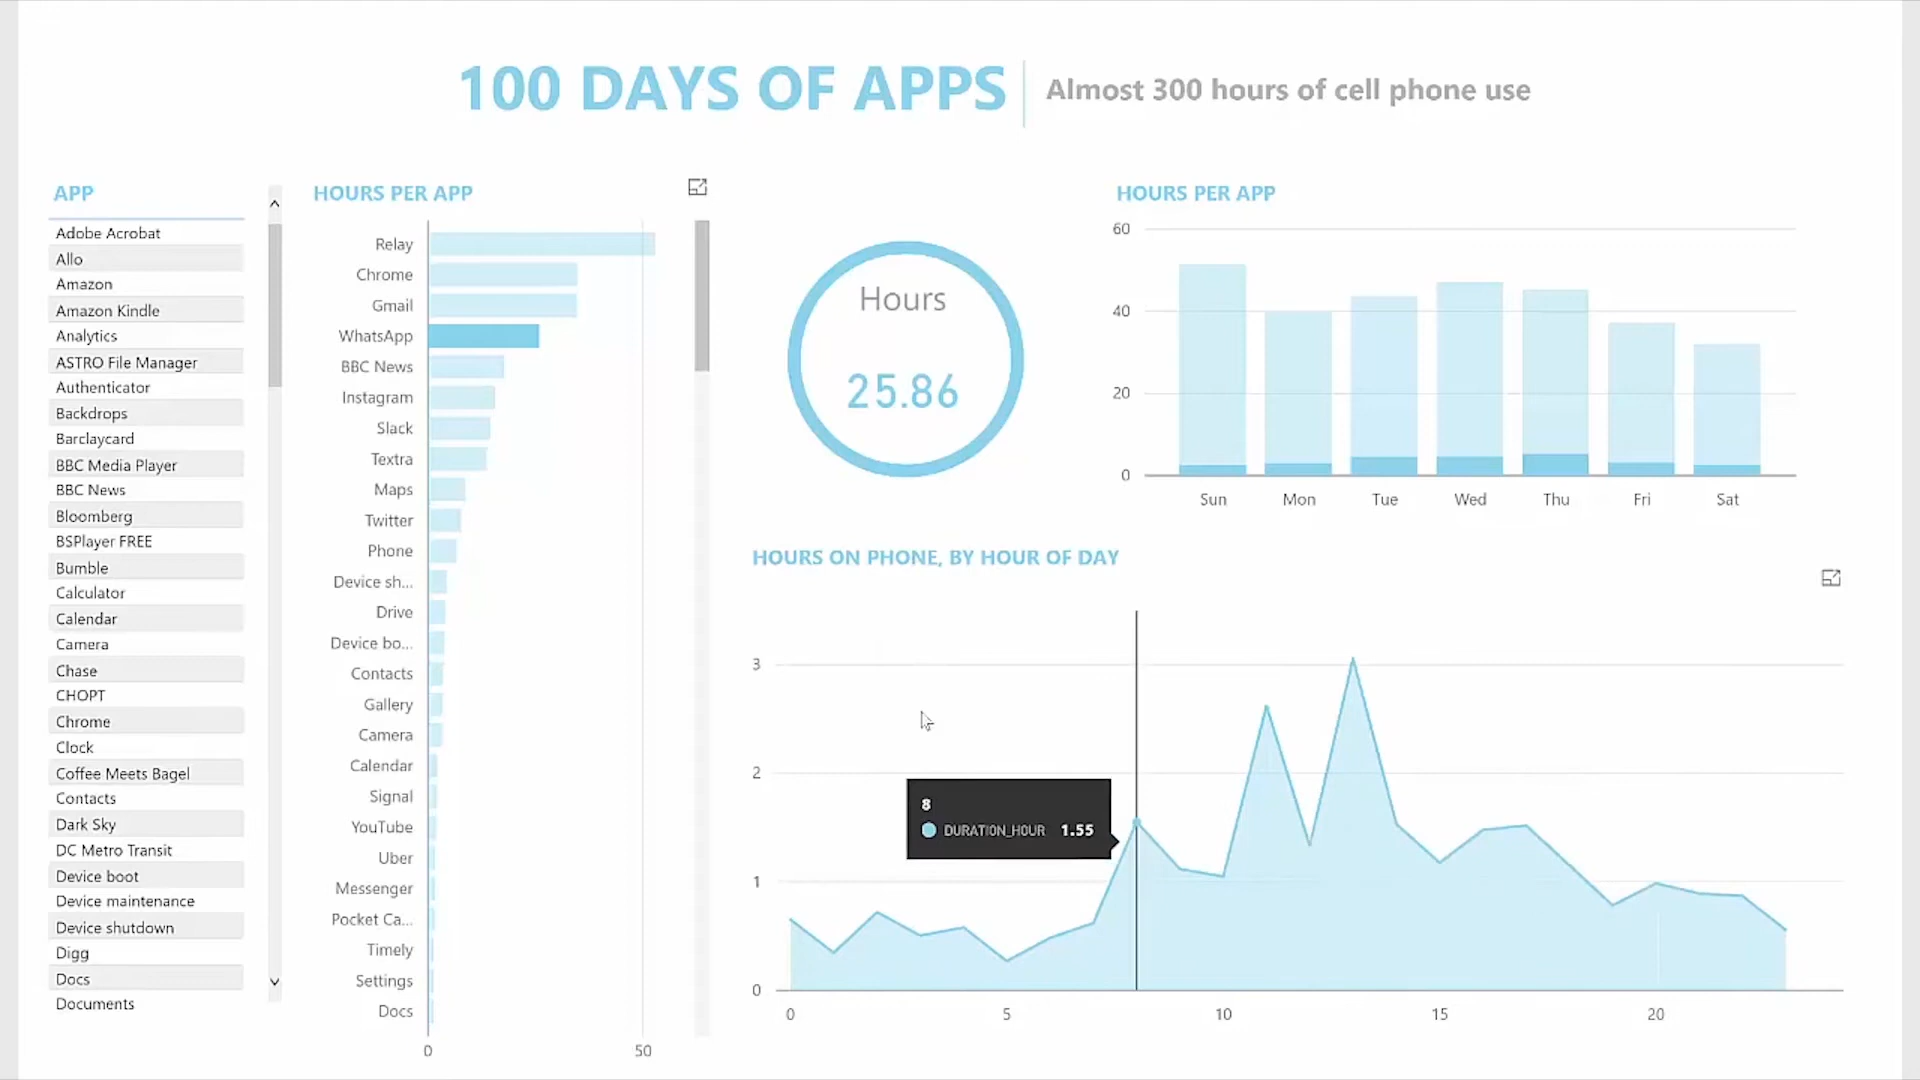 100 DAYS OF APPS
Almost 300 hours of cell phone use
APP
Adobe Acrobat
Allo
Amazon
Amazon Kindle
Analytics
ASTRO File Manager
Authenticator
Backdrops
Barclaycard
BBC Media Player
BBC News
Bloomberg
BSPlayer FREE
Bumble
Calculator
Calendar
Camera
Chase
CHOPT
Chrome
Clock
Coffee Meets Bagel
Contacts
Dark Sky
DC Metro Transit
Device boot
Device maintenance
Device shutdown
Digg
Docs
Documents
HOURS PER APP
Relay
Chrome
Gmail
WhatsApp
BBC News
Instagram
Slack
Textra
Maps
Twitter
Phone
Device sh...
Drive
Device bo...
Contacts
Gallery
Camera
Calendar
Signal
YouTube
Uber
Messenger
Pocket Ca...
Timely
Settings
Docs
0 50
Hours
25.86
HOURS PER APP
60
40
20
0
Sun Mon Tue Wed Thu Fri Sat
HOURS ON PHONE, BY HOUR OF DAY
3
2
1
0
8
DURATION_HOUR 1.55
0 5 10 15 20